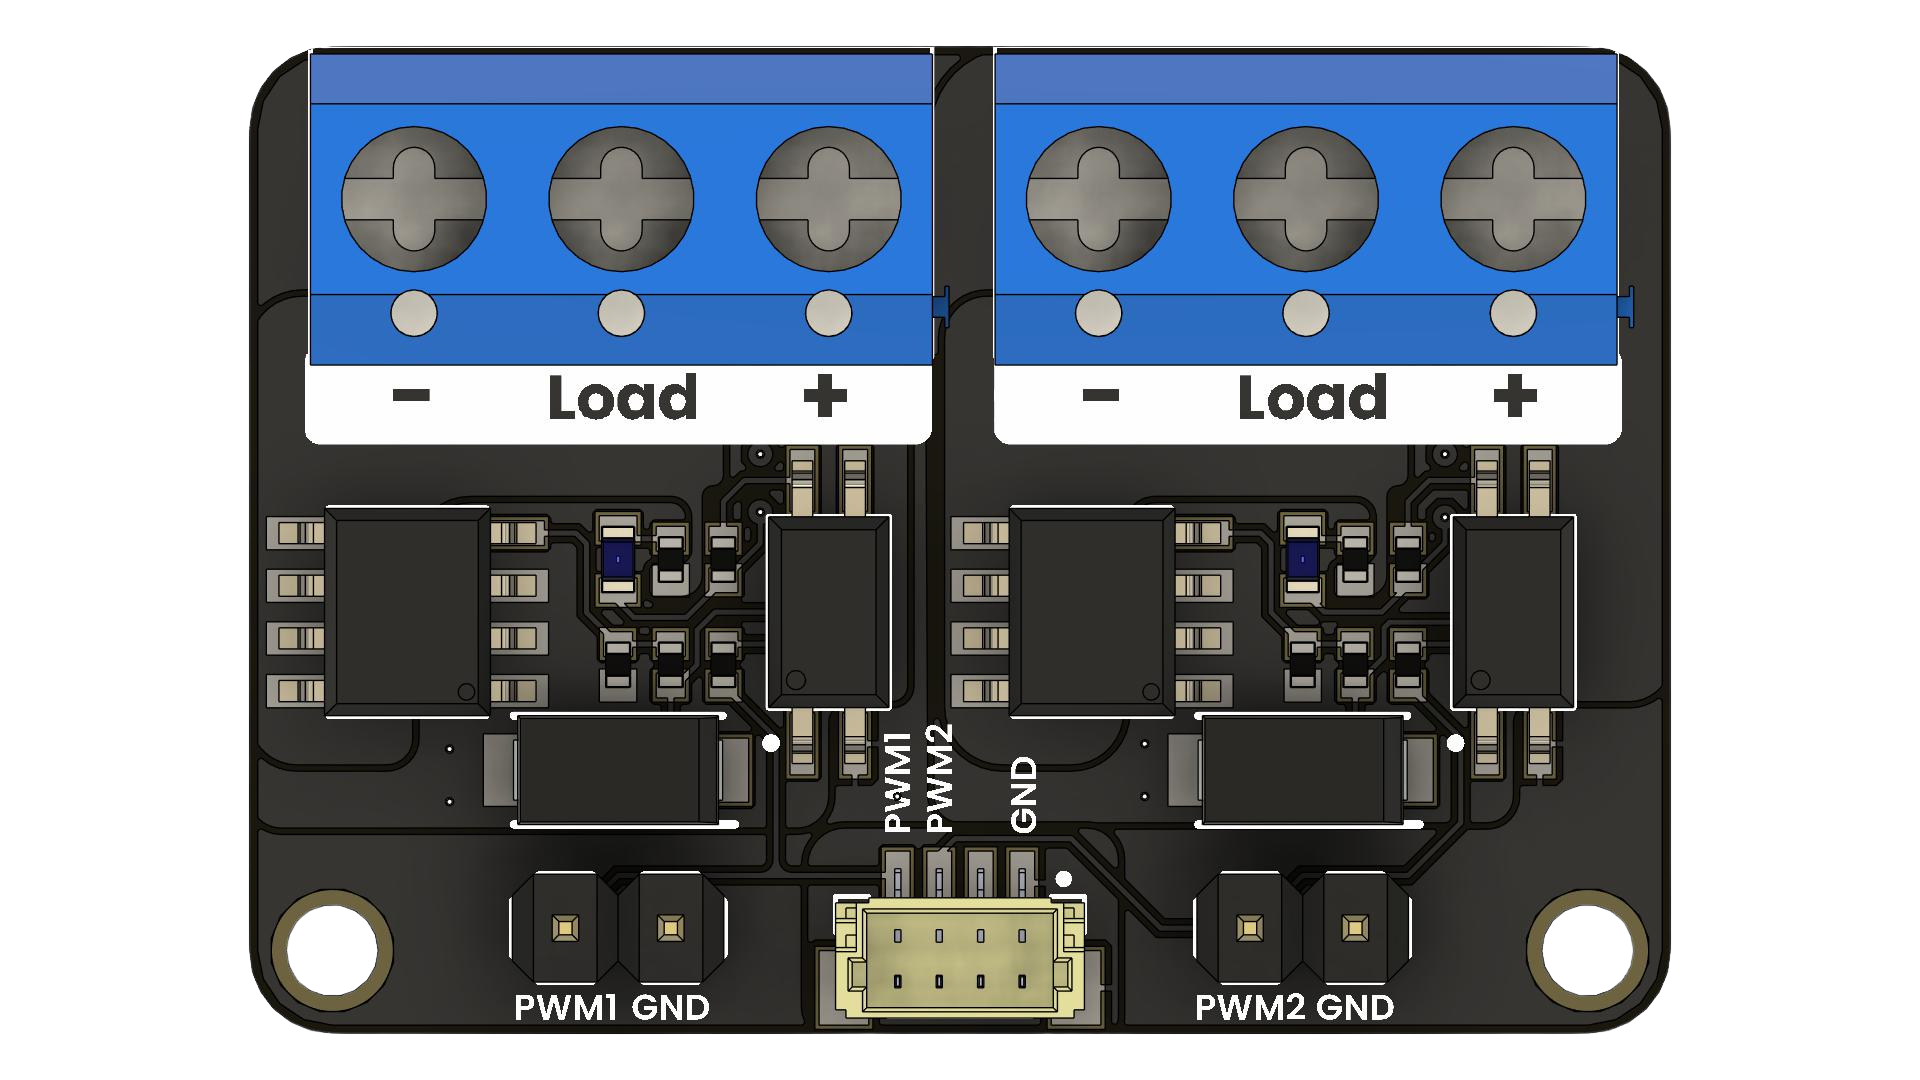 − Load +
− Load +
PWM1
PWM2
GND
PWM1 GND
PWM2 GND